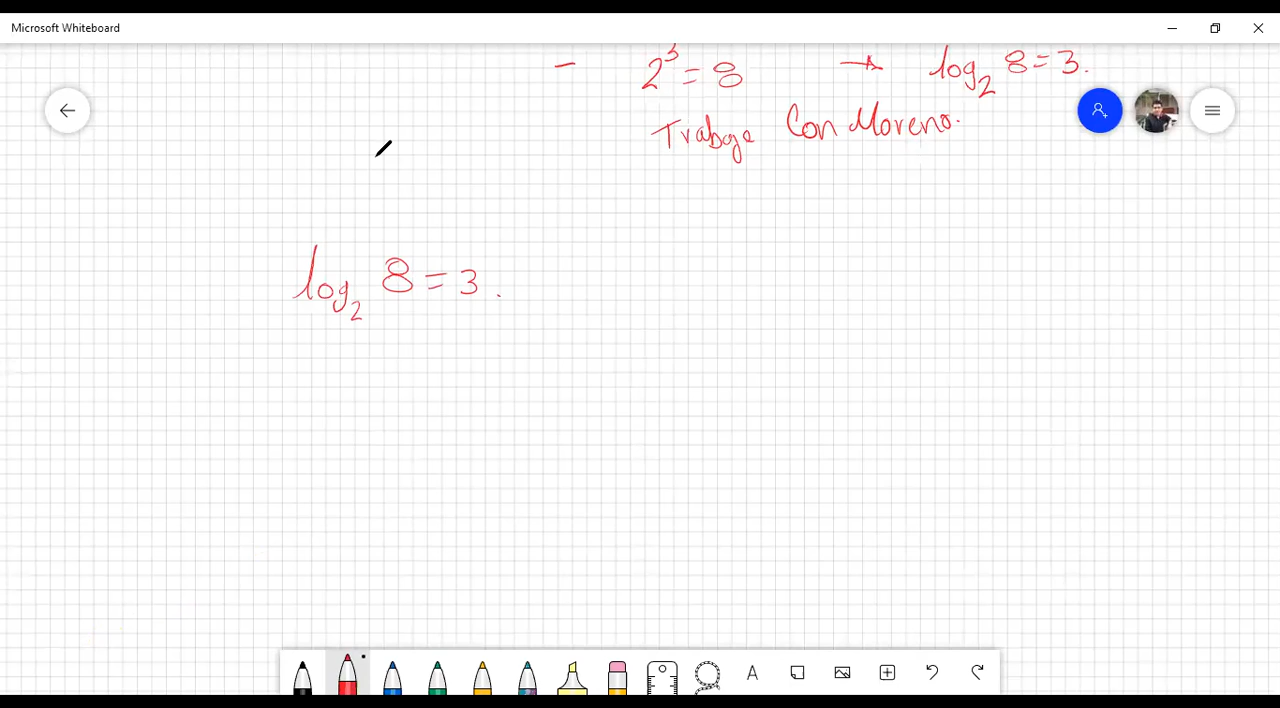 Microsoft Whiteboard
- 2³ = 8 → log₂ 8 = 3.
Trabaje Con Moreno.
log₂ 8 = 3.
A